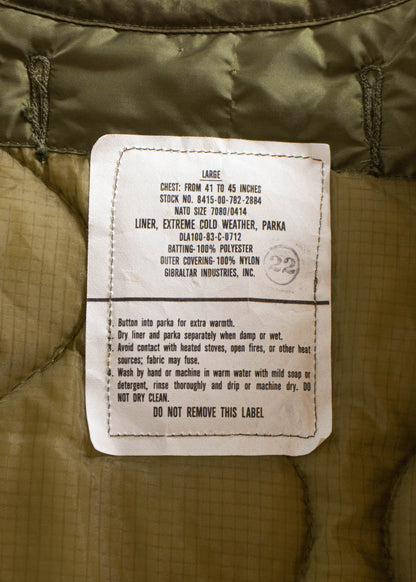 LARGE
CHEST: FROM 41 TO 45 INCHES
STOCK NO. 8415-00-782-2884
NATO SIZE 7080/0414
LINER, EXTREME COLD WEATHER, PARKA
DLA100-83-C-0712
BATTING-100% POLYESTER
OUTER COVERING-100% NYLON
GIBRALTAR INDUSTRIES, INC.
22
. Button into parka for extra warmth.
. Dry liner and parka separately when damp or wet.
. Avoid contact with heated stoves, open fires, or other heat
sources; fabric may fuse.
. Wash by hand or machine in warm water with mild soap or
detergent, rinse thoroughly and drip or machine dry. DO
NOT DRY CLEAN.
DO NOT REMOVE THIS LABEL